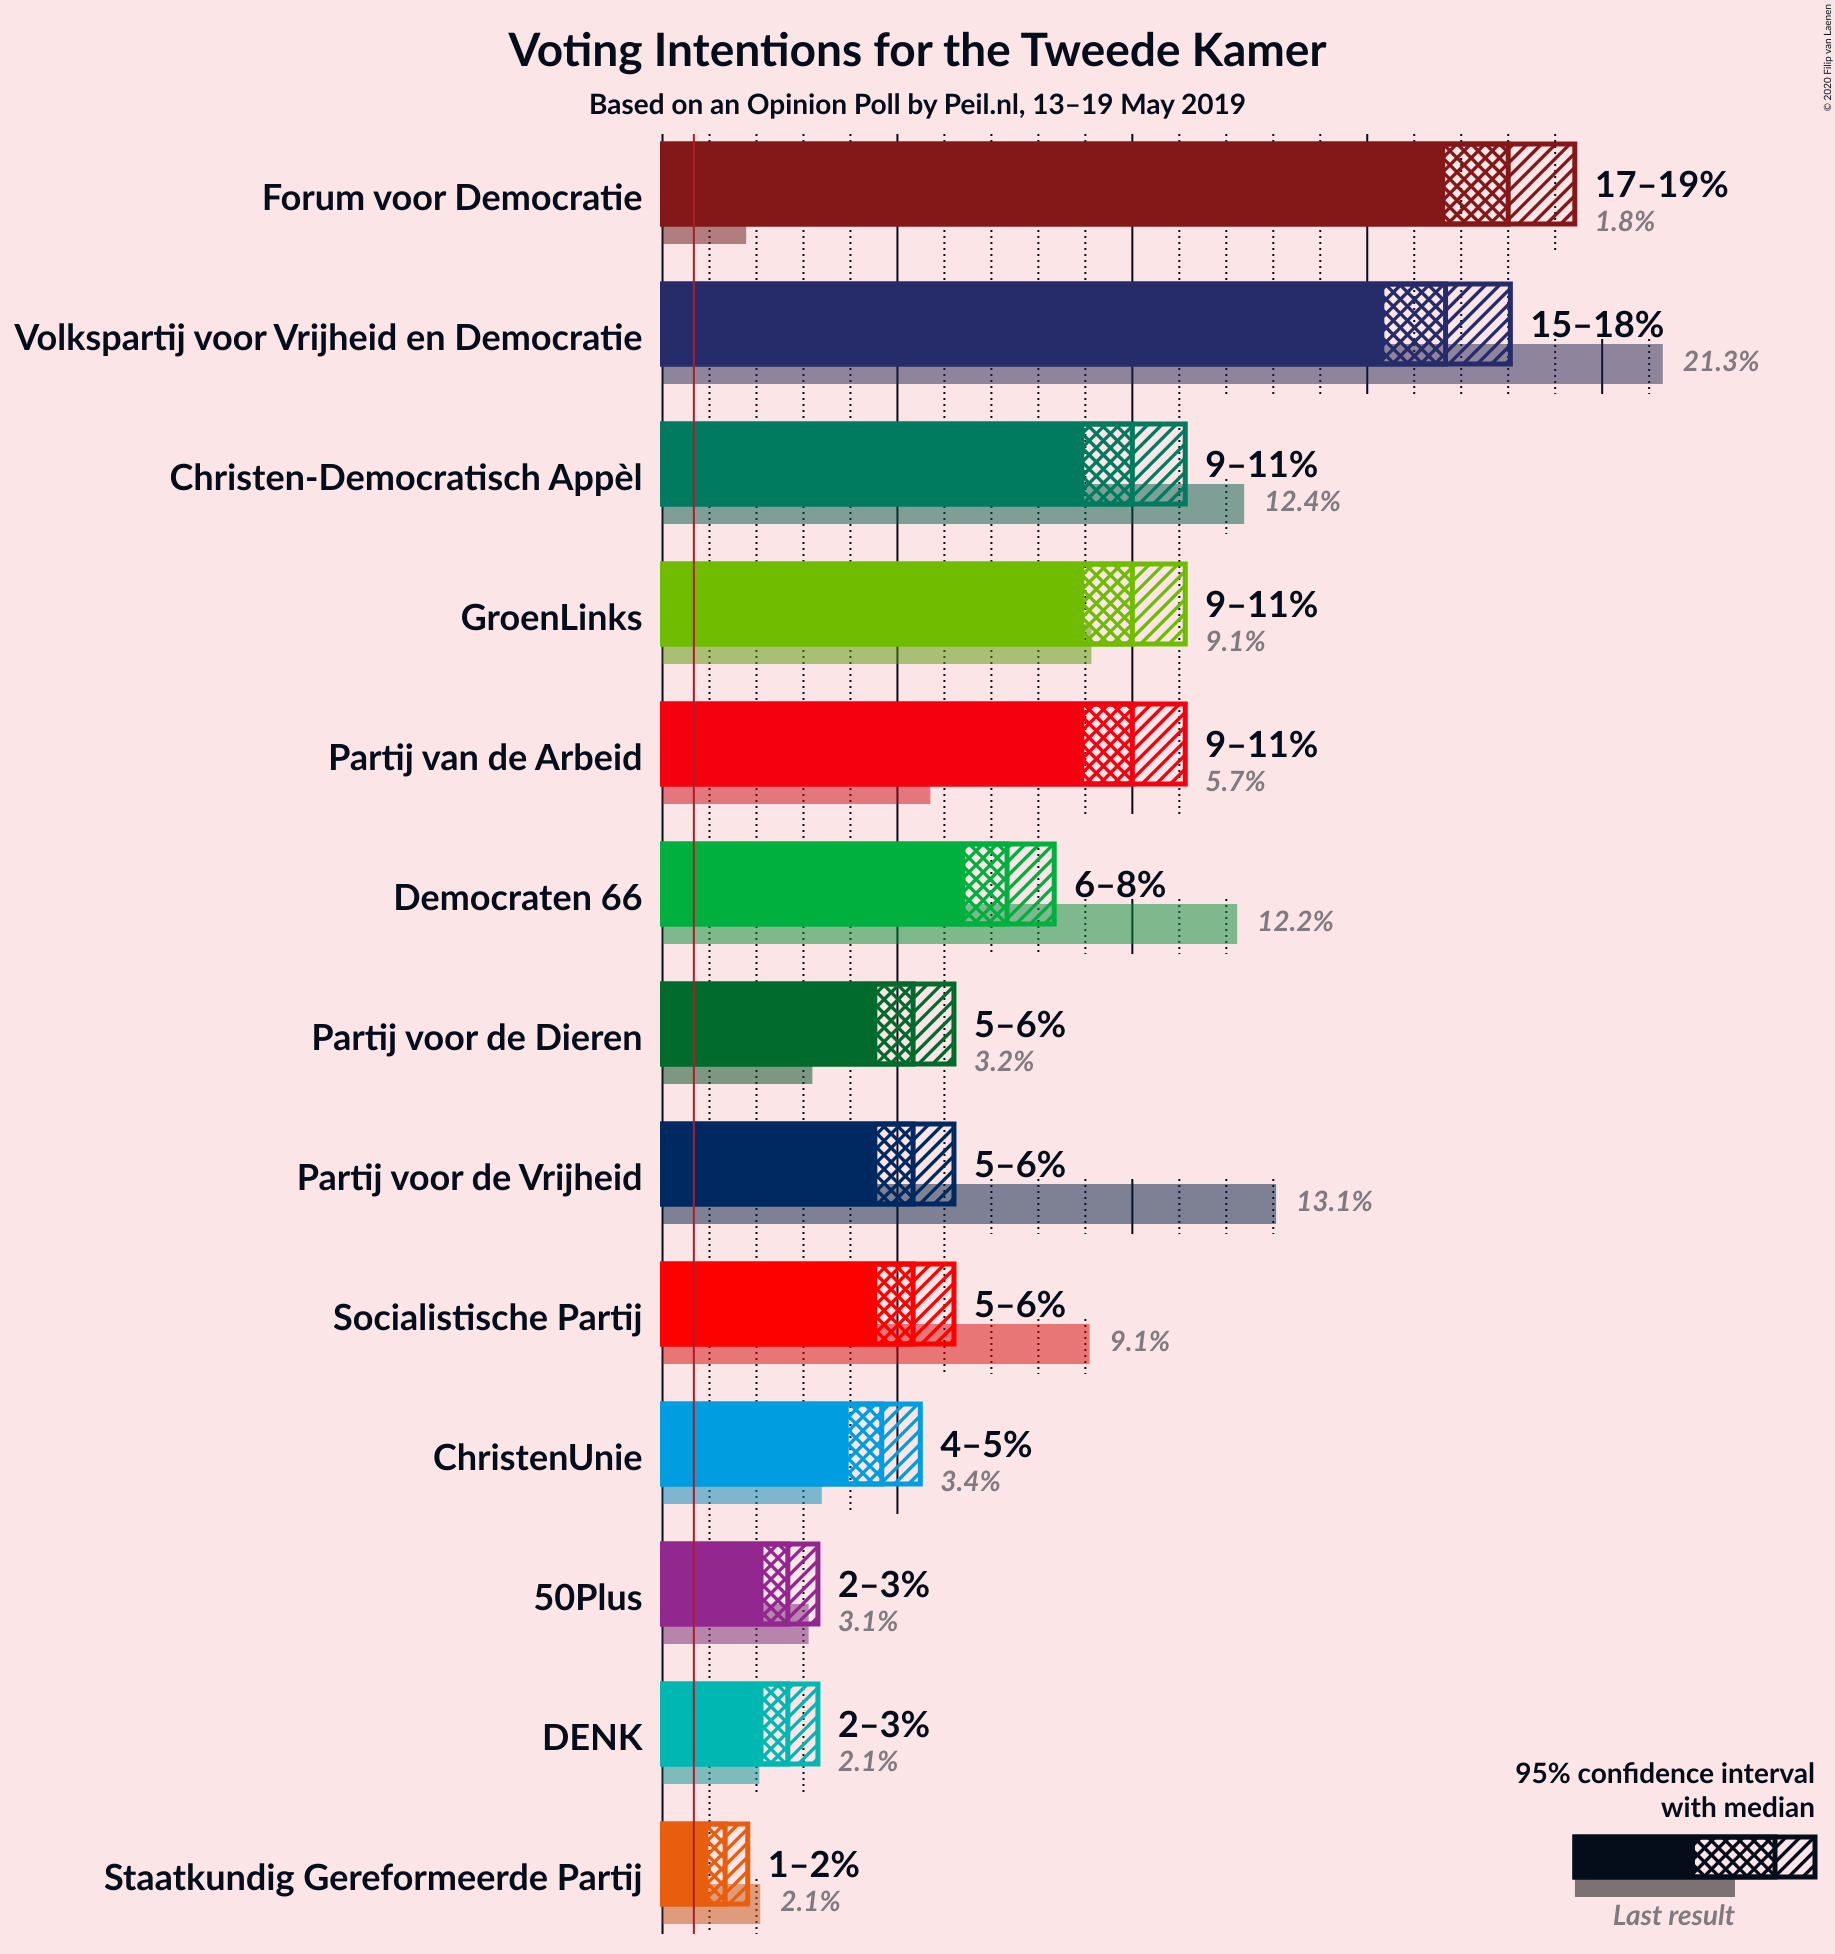 Voting Intentions for the Tweede Kamer
Based on an Opinion Poll by Peil.nl, 13–19 May 2019
© 2020 Filip van Laenen
Forum voor Democratie
17–19%
1.8%
Volkspartij voor Vrijheid en Democratie
15–18%
21.3%
Christen-Democratisch Appèl
9–11%
12.4%
GroenLinks
9–11%
9.1%
Partij van de Arbeid
9–11%
5.7%
Democraten 66
6–8%
12.2%
Partij voor de Dieren
5–6%
3.2%
Partij voor de Vrijheid
5–6%
13.1%
Socialistische Partij
5–6%
9.1%
ChristenUnie
4–5%
3.4%
50Plus
2–3%
3.1%
DENK
2–3%
2.1%
Staatkundig Gereformeerde Partij
1–2%
2.1%
95% confidence interval
with median
Last result